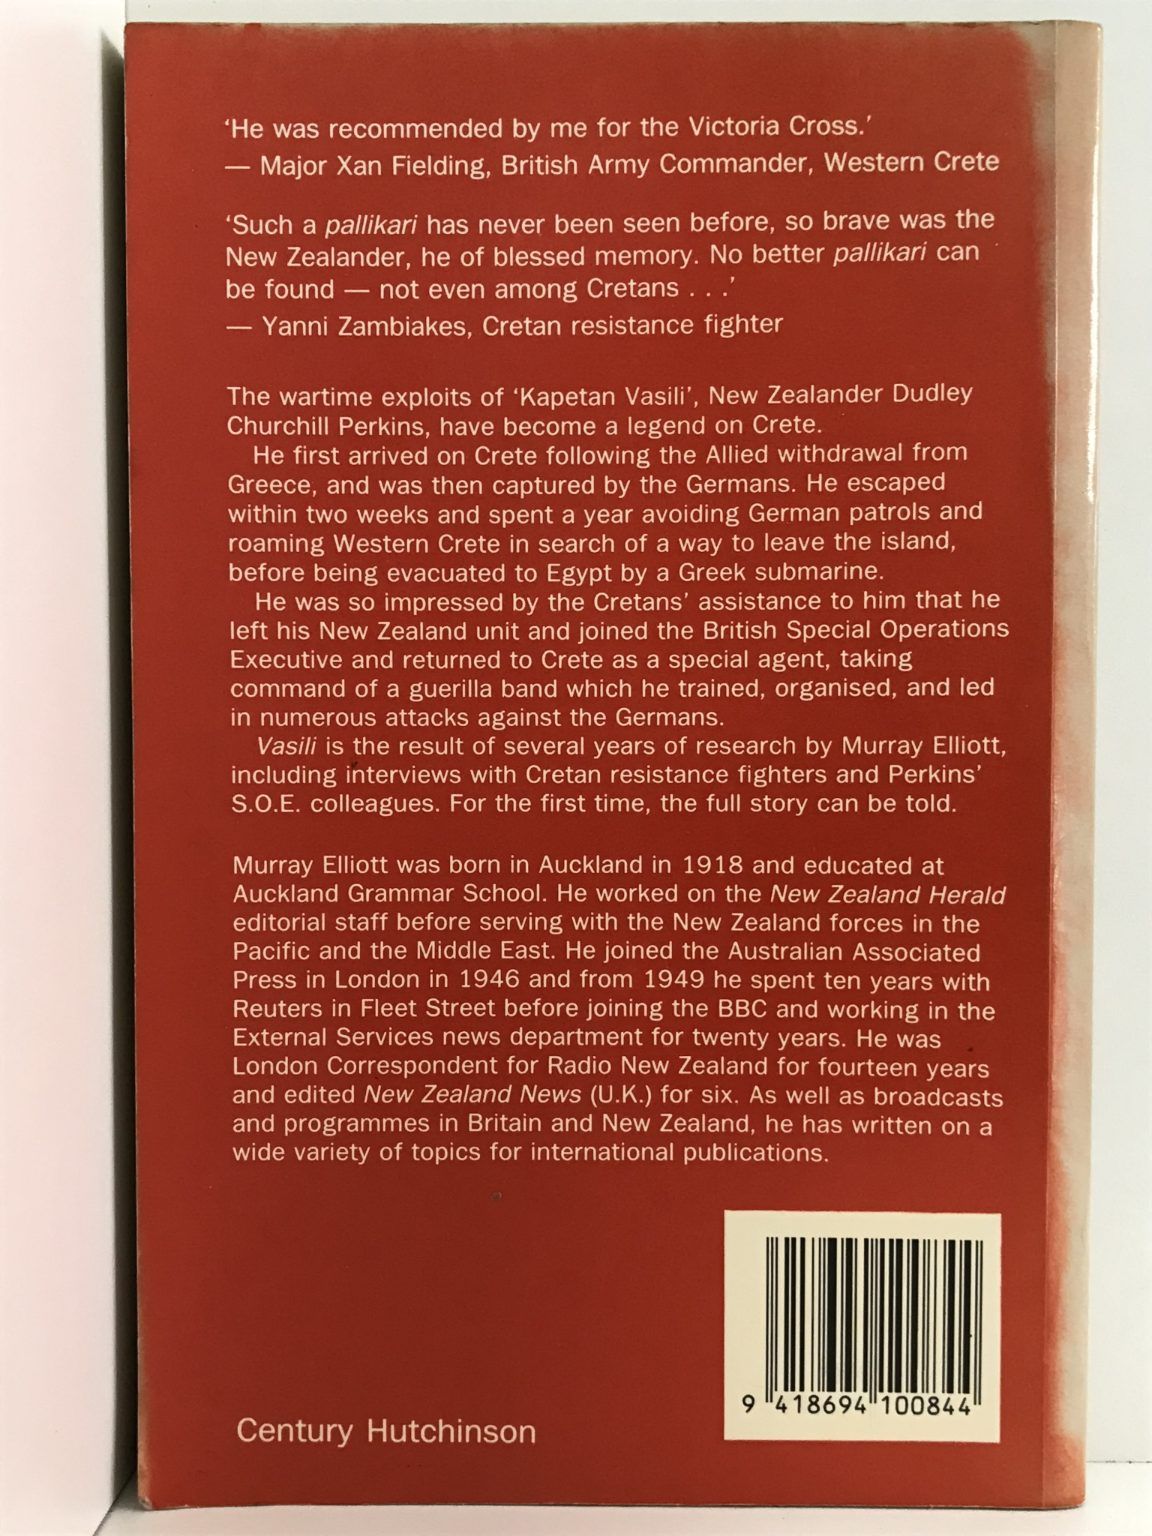 ‘He was recommended by me for the Victoria Cross.’
— Major Xan Fielding, British Army Commander, Western Crete
‘Such a pallikari has never been seen before, so brave was the
New Zealander, he of blessed memory. No better pallikari can
be found — not even among Cretans . . .’
— Yanni Zambiakes, Cretan resistance fighter
The wartime exploits of ‘Kapetan Vasili’, New Zealander Dudley
Churchill Perkins, have become a legend on Crete.
He first arrived on Crete following the Allied withdrawal from
Greece, and was then captured by the Germans. He escaped
within two weeks and spent a year avoiding German patrols and
roaming Western Crete in search of a way to leave the island,
before being evacuated to Egypt by a Greek submarine.
He was so impressed by the Cretans’ assistance to him that he
left his New Zealand unit and joined the British Special Operations
Executive and returned to Crete as a special agent, taking
command of a guerilla band which he trained, organised, and led
in numerous attacks against the Germans.
Vasili is the result of several years of research by Murray Elliott,
including interviews with Cretan resistance fighters and Perkins’
S.O.E. colleagues. For the first time, the full story can be told.
Murray Elliott was born in Auckland in 1918 and educated at
Auckland Grammar School. He worked on the New Zealand Herald
editorial staff before serving with the New Zealand forces in the
Pacific and the Middle East. He joined the Australian Associated
Press in London in 1946 and from 1949 he spent ten years with
Reuters in Fleet Street before joining the BBC and working in the
External Services news department for twenty years. He was
London Correspondent for Radio New Zealand for fourteen years
and edited New Zealand News (U.K.) for six. As well as broadcasts
and programmes in Britain and New Zealand, he has written on a
wide variety of topics for international publications.
9 418694 100844
Century Hutchinson